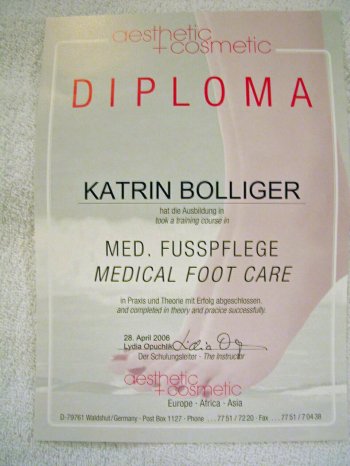 aesthetic
+cosmetic
DIPLOMA
KATRIN BOLLIGER
hat die Ausbildung in
took a training course in
MED. FUSSPFLEGE
MEDICAL FOOT CARE
in Praxis und Theorie mit Erfolg abgeschlossen.
and completed in theory and pracice successfully.
28. April 2006
Lydia Opuchlik
Der Schulungsleiter · The Instructor
aesthetic
+cosmetic
Europe · Africa · Asia
D-79761 Waldshut/Germany · Post Box 1127 · Phone ... 77 51 / 72 20 · Fax ... 77 51 / 7 04 38